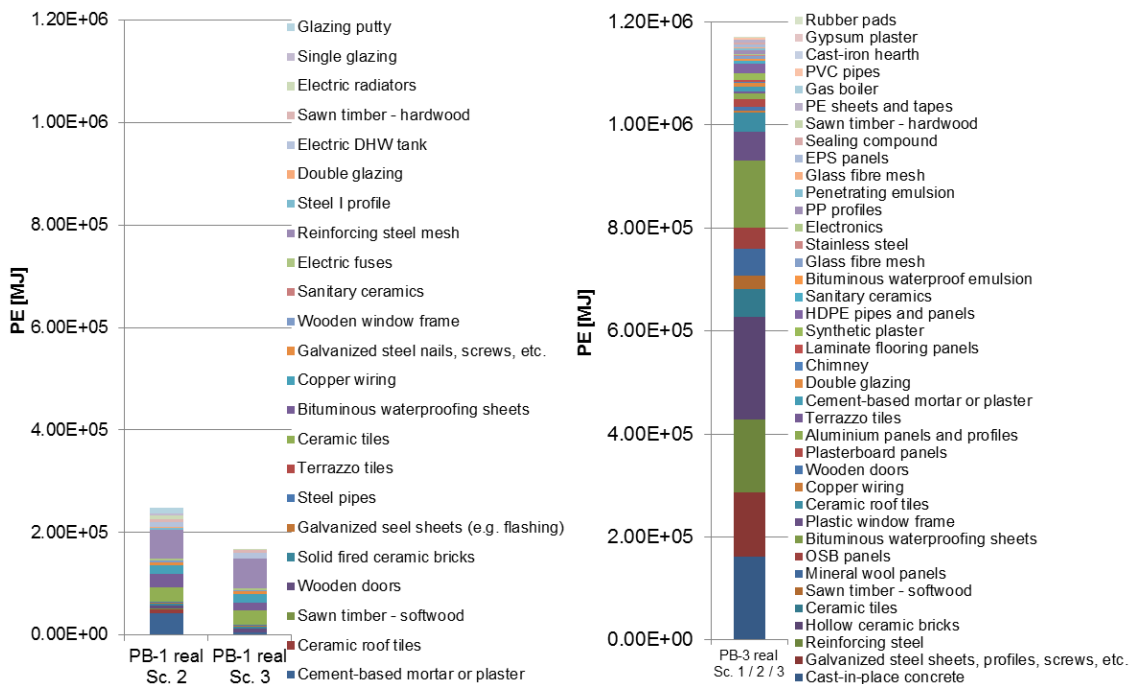 1.20E+06
1.00E+06
8.00E+05
6.00E+05
4.00E+05
2.00E+05
0.00E+00
PE [MJ]
PB-1 real
Sc. 2
PB-1 real
Sc. 3
Glazing putty
Single glazing
Electric radiators
Sawn timber - hardwood
Electric DHW tank
Double glazing
Steel I profile
Reinforcing steel mesh
Electric fuses
Sanitary ceramics
Wooden window frame
Galvanized steel nails, screws, etc.
Copper wiring
Bituminous waterproofing sheets
Ceramic tiles
Terrazzo tiles
Steel pipes
Galvanized seel sheets (e.g. flashing)
Solid fired ceramic bricks
Wooden doors
Sawn timber - softwood
Ceramic roof tiles
Cement-based mortar or plaster
1.20E+06
1.00E+06
8.00E+05
6.00E+05
4.00E+05
2.00E+05
0.00E+00
PE [MJ]
PB-3 real
Sc. 1 / 2 / 3
Rubber pads
Gypsum plaster
Cast-iron hearth
PVC pipes
Gas boiler
PE sheets and tapes
Sawn timber - hardwood
Sealing compound
EPS panels
Glass fibre mesh
Penetrating emulsion
PP profiles
Electronics
Stainless steel
Glass fibre mesh
Bituminous waterproof emulsion
Sanitary ceramics
HDPE pipes and panels
Synthetic plaster
Laminate flooring panels
Chimney
Double glazing
Cement-based mortar or plaster
Terrazzo tiles
Aluminium panels and profiles
Plasterboard panels
Wooden doors
Copper wiring
Ceramic roof tiles
Plastic window frame
Bituminous waterproofing sheets
OSB panels
Mineral wool panels
Sawn timber - softwood
Ceramic tiles
Hollow ceramic bricks
Reinforcing steel
Galvanized steel sheets, profiles, screws, etc.
Cast-in-place concrete